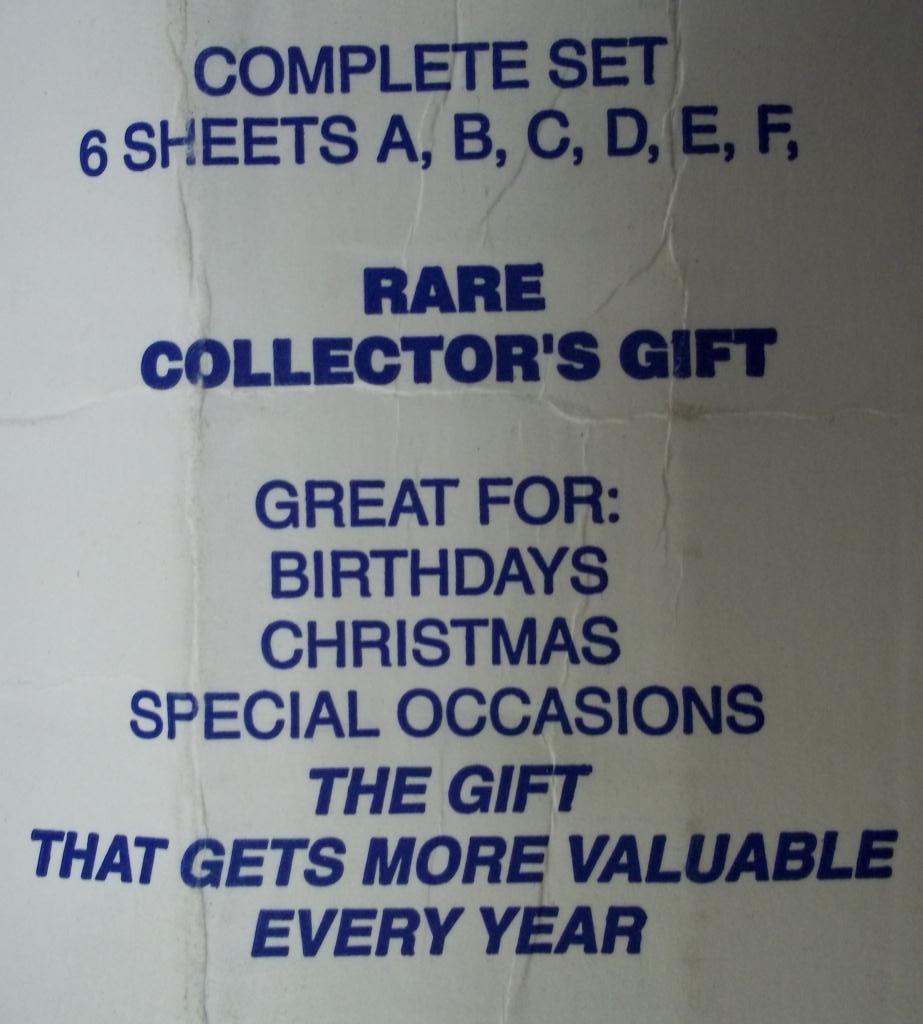 COMPLETE SET
6 SHEETS A, B, C, D, E, F,
RARE
COLLECTOR'S GIFT
GREAT FOR:
BIRTHDAYS
CHRISTMAS
SPECIAL OCCASIONS
THE GIFT
THAT GETS MORE VALUABLE
EVERY YEAR